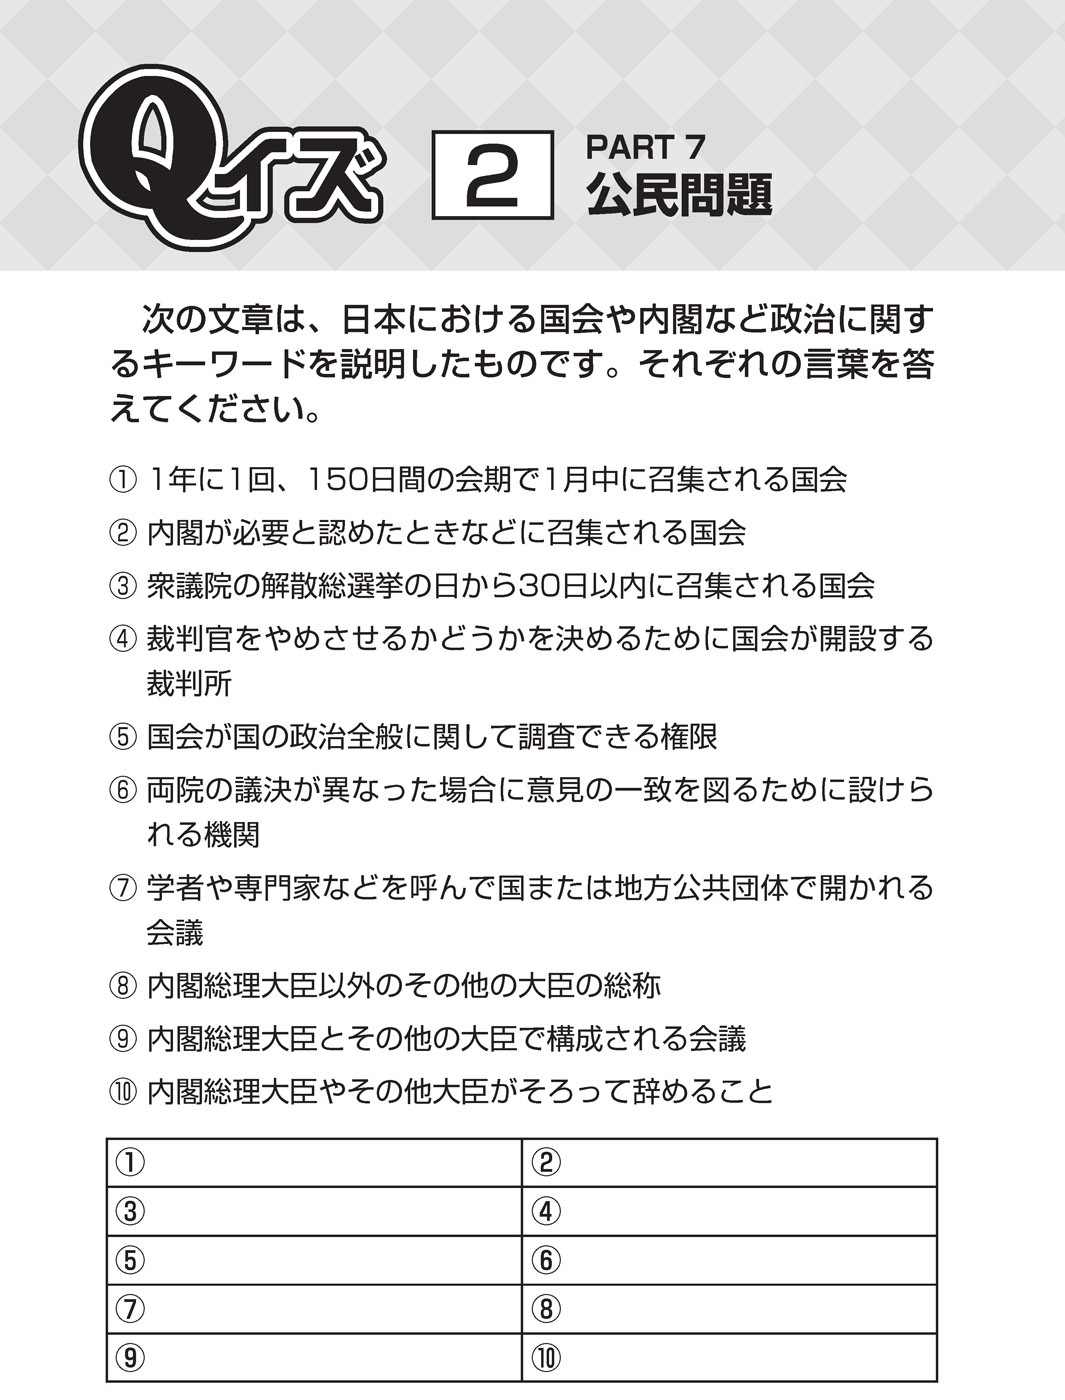 Qイズ
2
PART 7
公民問題
次の文章は、日本における国会や内閣など政治に関す
るキーワードを説明したものです。それぞれの言葉を答
えてください。
① 1年に1回、150日間の会期で1月中に召集される国会
② 内閣が必要と認めたときなどに召集される国会
③ 衆議院の解散総選挙の日から30日以内に召集される国会
④ 裁判官をやめさせるかどうかを決めるために国会が開設する
裁判所
⑤ 国会が国の政治全般に関して調査できる権限
⑥ 両院の議決が異なった場合に意見の一致を図るために設けら
れる機関
⑦ 学者や専門家などを呼んで国または地方公共団体で開かれる
会議
⑧ 内閣総理大臣以外のその他の大臣の総称
⑨ 内閣総理大臣とその他の大臣で構成される会議
⑩ 内閣総理大臣やその他大臣がそろって辞めること
① ②
③ ④
⑤ ⑥
⑦ ⑧
⑨ ⑩